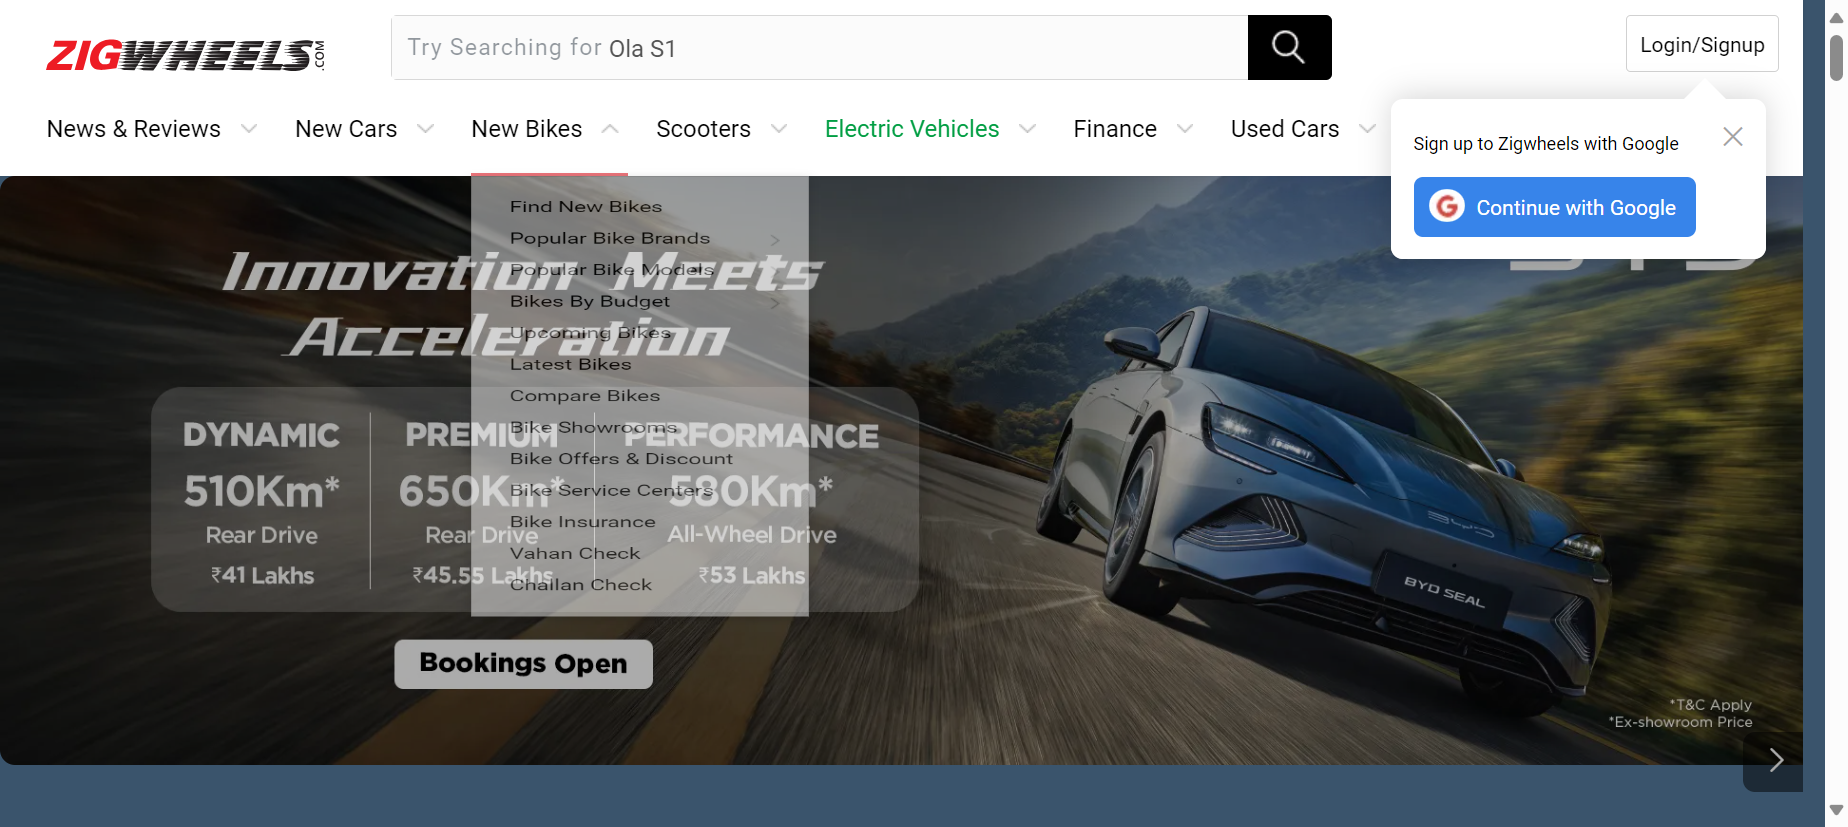 ZIGWHEELS.COM
Try Searching for Ola S1
Login/Signup
News & Reviews
New Cars
New Bikes
Scooters
Electric Vehicles
Finance
Used Cars
Sign up to Zigwheels with Google
Continue with Google
Find New Bikes
Popular Bike Brands
Popular Bike Models
Bikes By Budget
Upcoming Bikes
Latest Bikes
Compare Bikes
Bike Showrooms
Bike Offers & Discount
Bike Service Centers
Bike Insurance
Vahan Check
Challan Check
Innovation Meets
Acceleration
DYNAMIC
510Km*
Rear Drive
₹41 Lakhs
PREMIUM
650Km*
Rear Drive
₹45.55 Lakhs
PERFORMANCE
580Km*
All-Wheel Drive
₹53 Lakhs
Bookings Open
BYD
BYD SEAL
*T&C Apply
*Ex-showroom Price